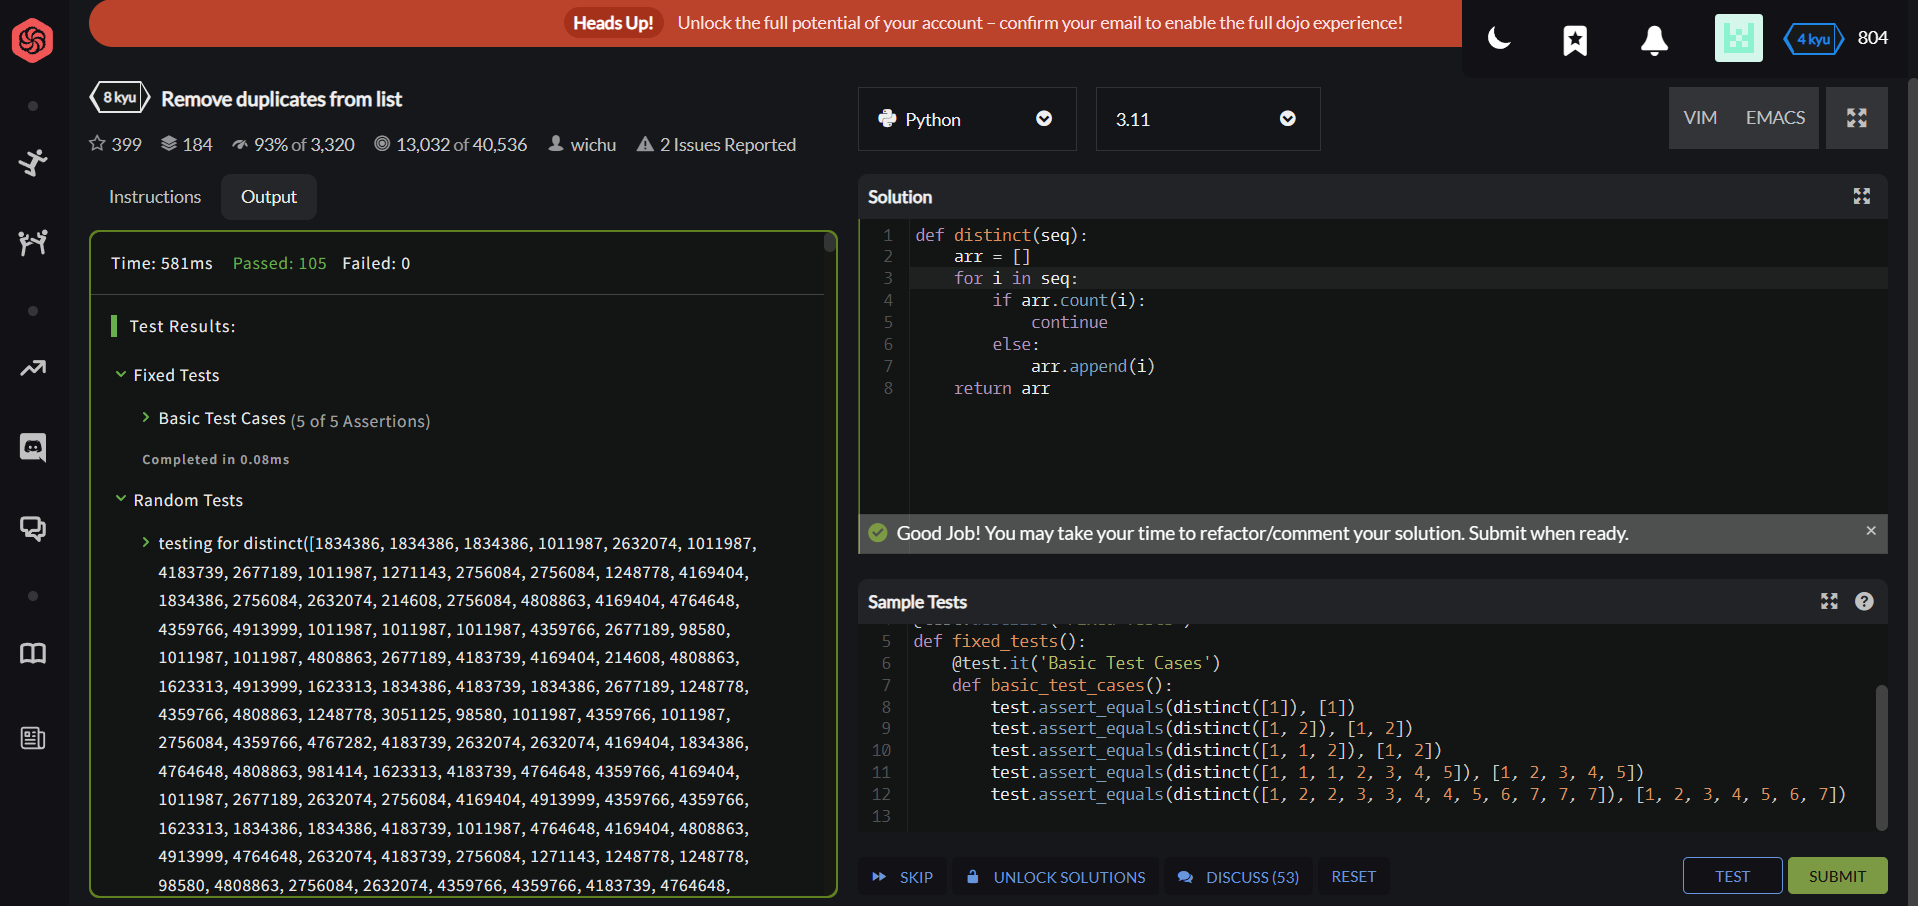 Heads Up! Unlock the full potential of your account – confirm your email to enable the full dojo experience!
4 kyu 804
8 kyu Remove duplicates from list
399 184 93% of 3,320 13,032 of 40,536 wichu 2 Issues Reported
Python 3.11
VIM EMACS
Instructions Output
Time: 581ms Passed: 105 Failed: 0
Test Results:
Fixed Tests
Basic Test Cases (5 of 5 Assertions)
Completed in 0.08ms
Random Tests
testing for distinct([1834386, 1834386, 1834386, 1011987, 2632074, 1011987,
4183739, 2677189, 1011987, 1271143, 2756084, 2756084, 1248778, 4169404,
1834386, 2756084, 2632074, 214608, 2756084, 4808863, 4169404, 4764648,
4359766, 4913999, 1011987, 1011987, 1011987, 4359766, 2677189, 98580,
1011987, 1011987, 4808863, 2677189, 4183739, 4169404, 214608, 4808863,
1623313, 4913999, 1623313, 1834386, 4183739, 1834386, 2677189, 1248778,
4359766, 4808863, 1248778, 3051125, 98580, 1011987, 4359766, 1011987,
2756084, 4359766, 4767282, 4183739, 2632074, 2632074, 4169404, 1834386,
4764648, 4808863, 981414, 1623313, 4183739, 4764648, 4359766, 4169404,
1011987, 2677189, 2632074, 2756084, 4169404, 4913999, 4359766, 4359766,
1623313, 1834386, 1834386, 4183739, 1011987, 4764648, 4169404, 4808863,
4913999, 4764648, 2632074, 4183739, 2756084, 1271143, 1248778, 1248778,
98580, 4808863, 2756084, 2632074, 4359766, 4359766, 4183739, 4764648,
Solution
1 def distinct(seq):
2     arr = []
3     for i in seq:
4         if arr.count(i):
5             continue
6         else:
7             arr.append(i)
8     return arr
Good Job! You may take your time to refactor/comment your solution. Submit when ready.
Sample Tests
5 def fixed_tests():
6     @test.it('Basic Test Cases')
7     def basic_test_cases():
8         test.assert_equals(distinct([1]), [1])
9         test.assert_equals(distinct([1, 2]), [1, 2])
10         test.assert_equals(distinct([1, 1, 2]), [1, 2])
11         test.assert_equals(distinct([1, 1, 1, 2, 3, 4, 5]), [1, 2, 3, 4, 5])
12         test.assert_equals(distinct([1, 2, 2, 3, 3, 4, 4, 5, 6, 7, 7, 7]), [1, 2, 3, 4, 5, 6, 7])
13
SKIP UNLOCK SOLUTIONS DISCUSS (53) RESET TEST SUBMIT